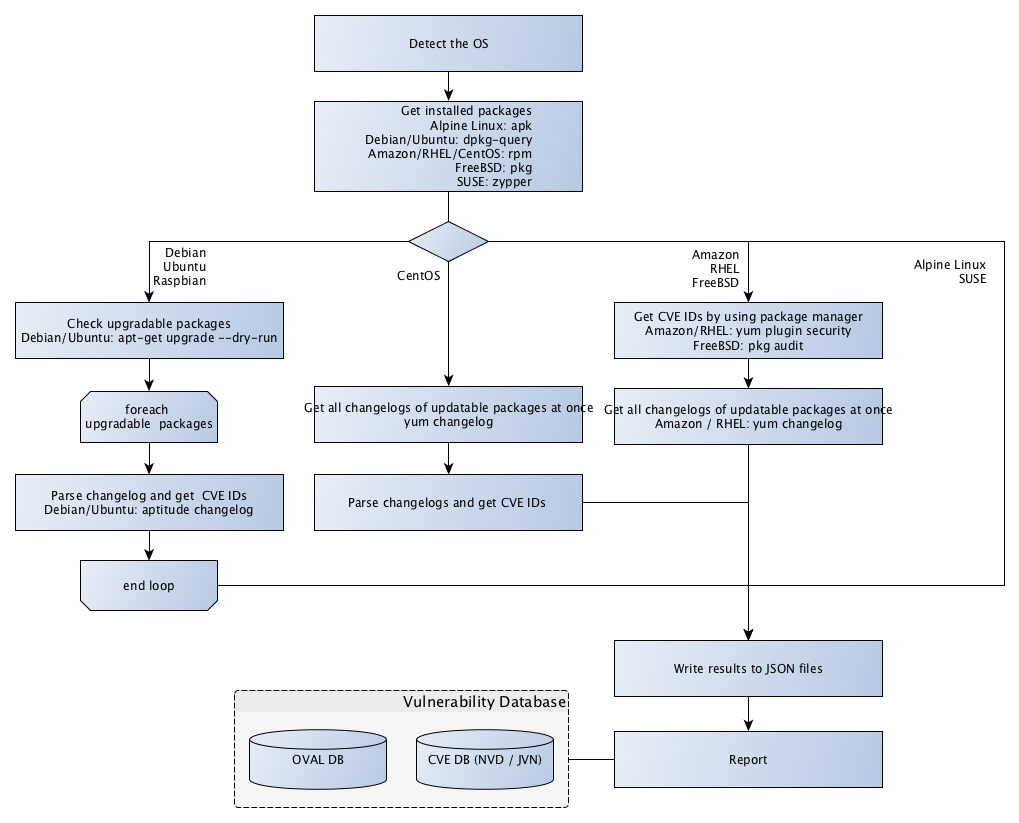 Detect the OS
Get installed packages
Alpine Linux: apk
Debian/Ubuntu: dpkg-query
Amazon/RHEL/CentOS: rpm
FreeBSD: pkg
SUSE: zypper
Debian
Ubuntu
Raspbian
CentOS
Amazon
RHEL
FreeBSD
Alpine Linux
SUSE
Check upgradable packages
Debian/Ubuntu: apt-get upgrade --dry-run
Get CVE IDs by using package manager
Amazon/RHEL: yum plugin security
FreeBSD: pkg audit
foreach
upgradable  packages
Get all changelogs of updatable packages at once
yum changelog
Get all changelogs of updatable packages at once
Amazon / RHEL: yum changelog
Parse changelog and get  CVE IDs
Debian/Ubuntu: aptitude changelog
Parse changelogs and get CVE IDs
end loop
Write results to JSON files
Vulnerability Database
OVAL DB
CVE DB (NVD / JVN)
Report